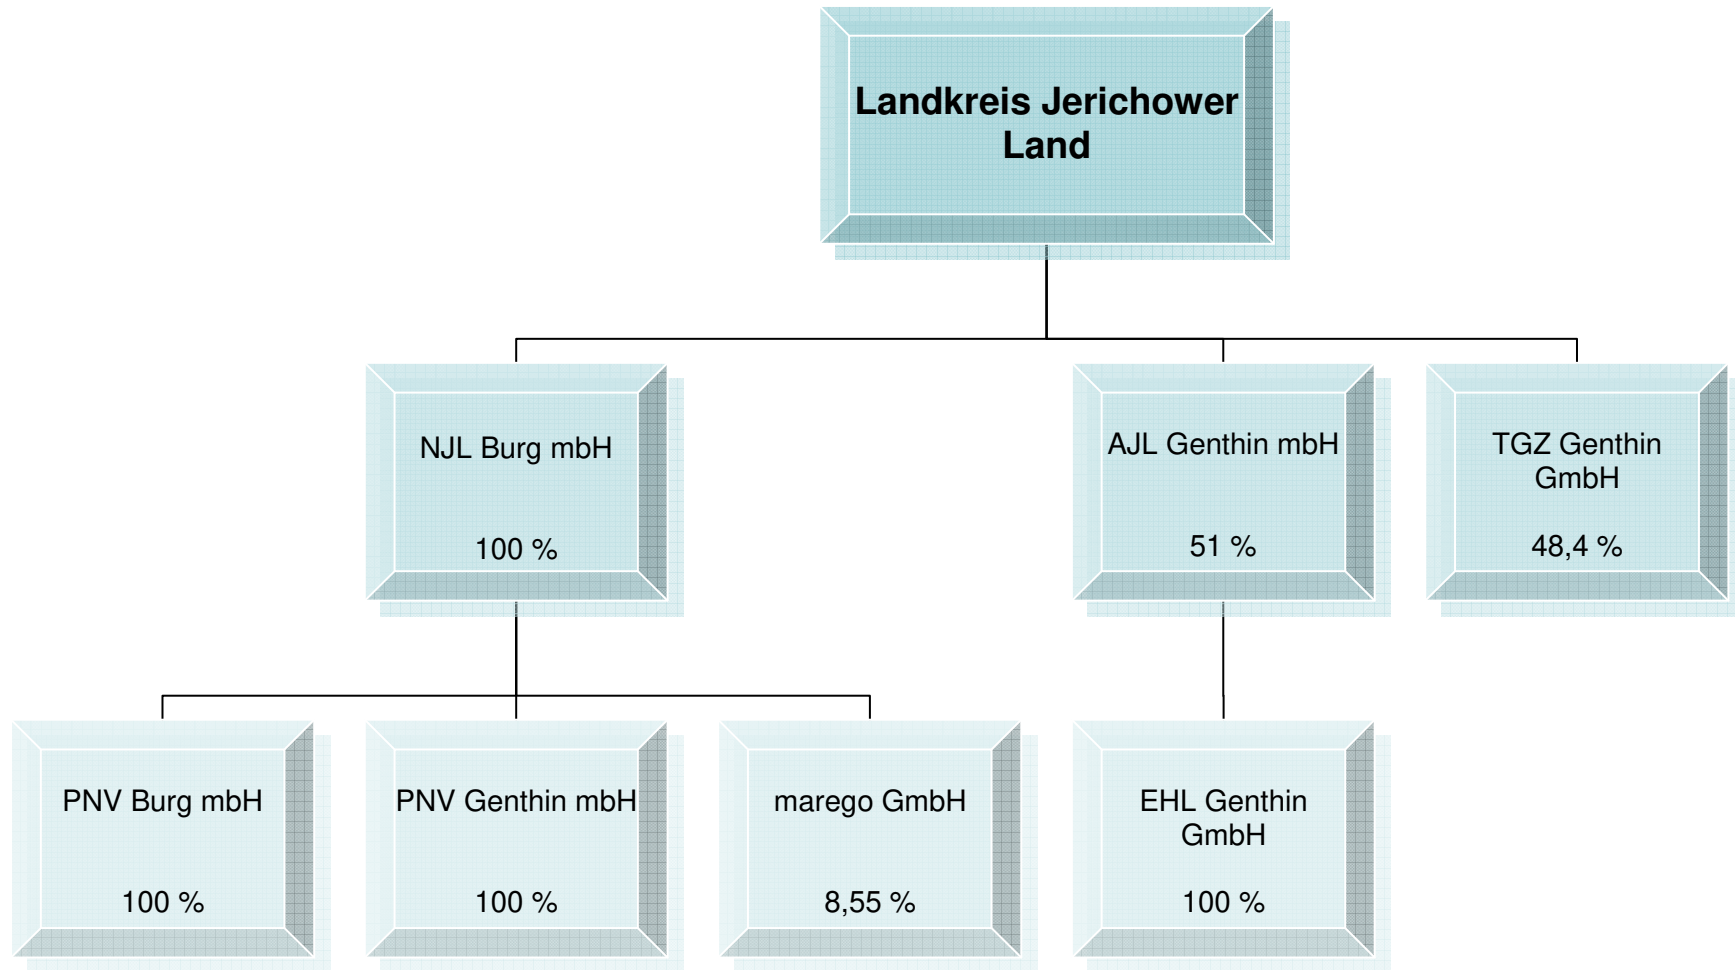 Landkreis Jerichower
Land
NJL Burg mbH
100 %
AJL Genthin mbH
51 %
TGZ Genthin
GmbH
48,4 %
PNV Burg mbH
100 %
PNV Genthin mbH
100 %
marego GmbH
8,55 %
EHL Genthin
GmbH
100 %